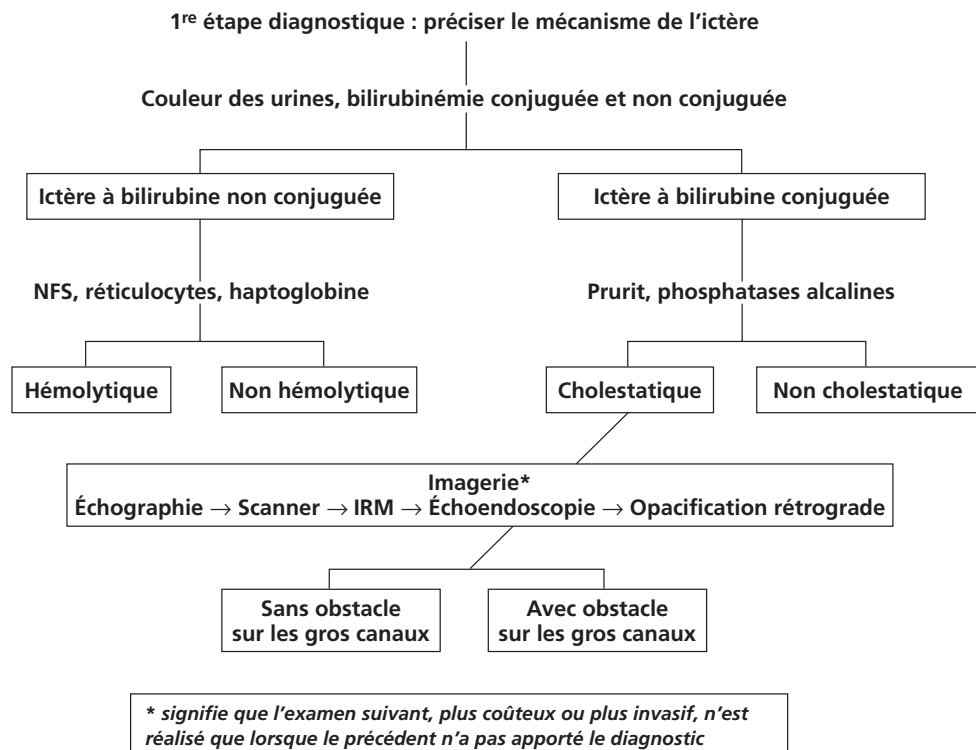 1re étape diagnostique : préciser le mécanisme de l’ictère
Couleur des urines, bilirubinémie conjuguée et non conjuguée
Ictère à bilirubine non conjuguée
Ictère à bilirubine conjuguée
NFS, réticulocytes, haptoglobine
Prurit, phosphatases alcalines
Hémolytique
Non hémolytique
Cholestatique
Non cholestatique
Imagerie*
Échographie → Scanner → IRM → Échoendoscopie → Opacification rétrograde
Sans obstacle
sur les gros canaux
Avec obstacle
sur les gros canaux
* signifie que l’examen suivant, plus coûteux ou plus invasif, n’est
réalisé que lorsque le précédent n’a pas apporté le diagnostic